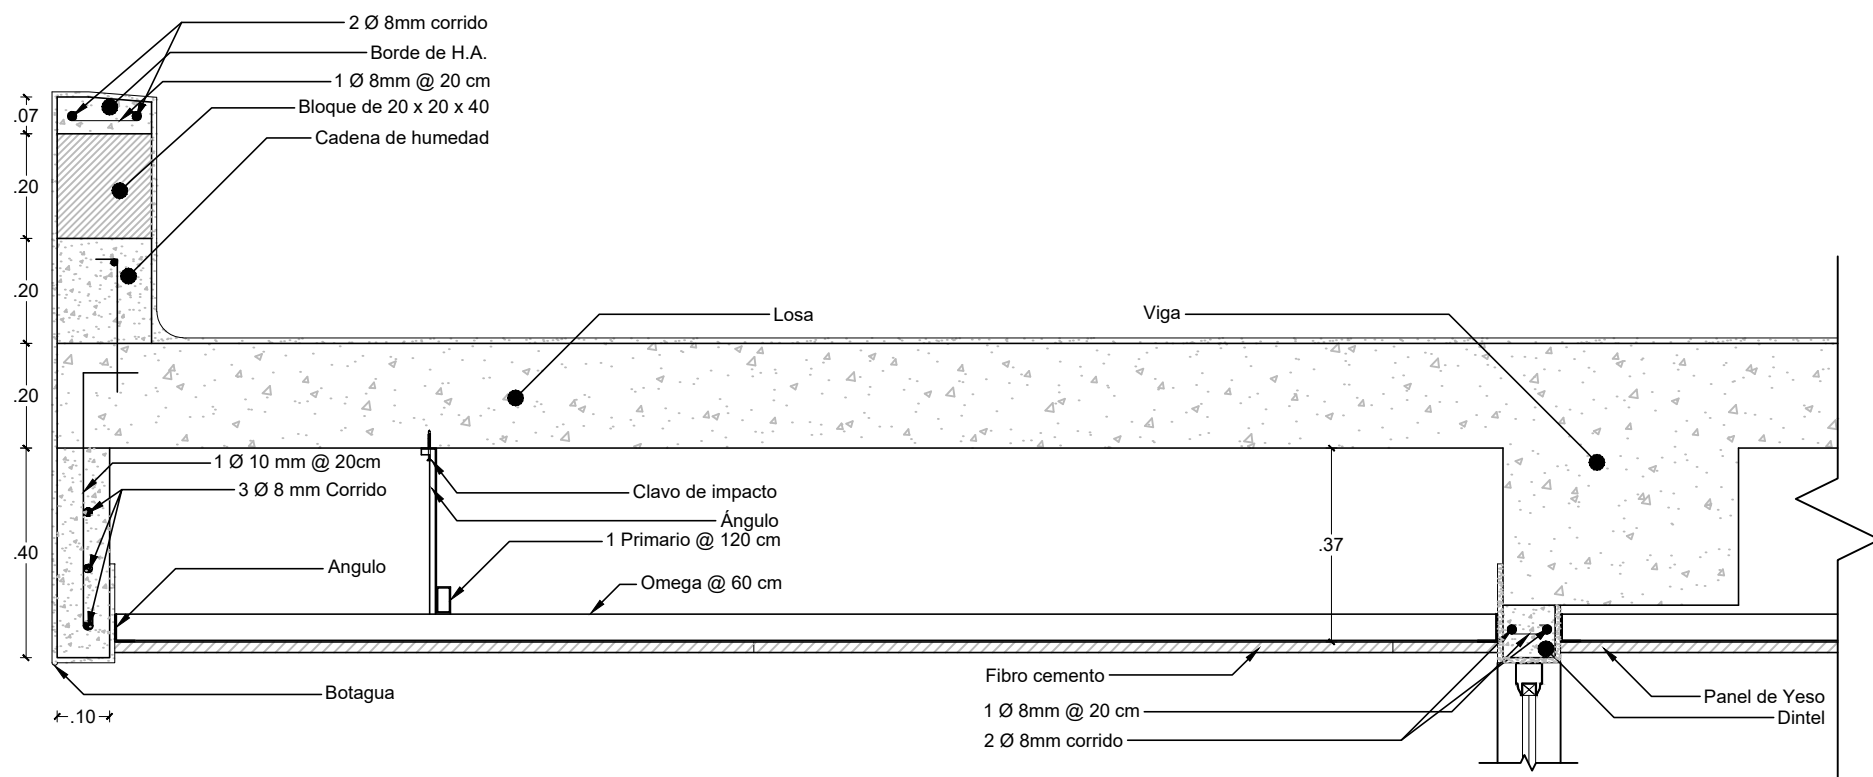 2 Ø 8mm corrido
Borde de H.A.
1 Ø 8mm @ 20 cm
Bloque de 20 x 20 x 40
Cadena de humedad
.07
.20
.20
.20
.40
Losa
Viga
1 Ø 10 mm @ 20cm
3 Ø 8 mm Corrido
Clavo de impacto
Ángulo
1 Primario @ 120 cm
Angulo
Omega @ 60 cm
.37
Botagua
.10
Fibro cemento
1 Ø 8mm @ 20 cm
2 Ø 8mm corrido
Panel de Yeso
Dintel